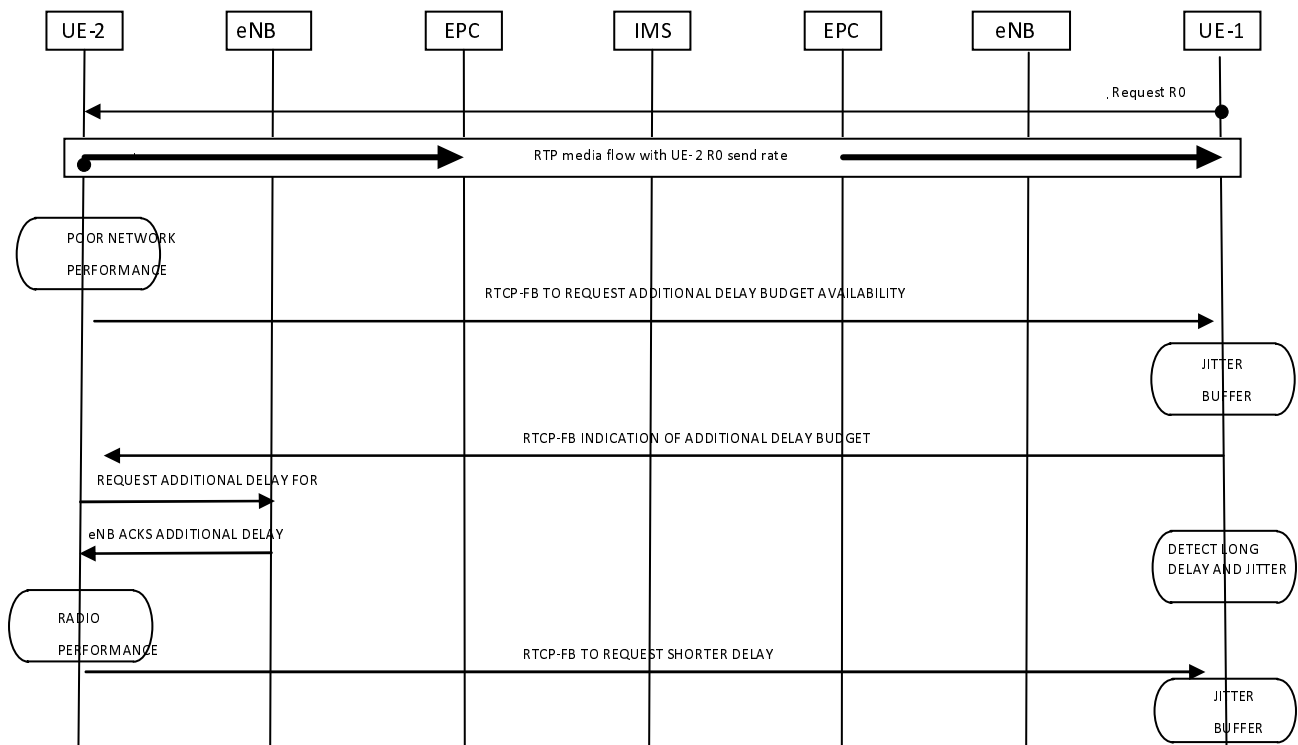 UE-2 eNB EPC IMS EPC eNB UE-1
. Request R0
RTP media flow with UE-2 R0 send rate
POOR NETWORK
PERFORMANCE
RTCP-FB TO REQUEST ADDITIONAL DELAY BUDGET AVAILABILITY
JITTER
BUFFER
RTCP-FB INDICATION OF ADDITIONAL DELAY BUDGET
REQUEST ADDITIONAL DELAY FOR
eNB ACKS ADDITIONAL DELAY
DETECT LONG
DELAY AND JITTER
RADIO
PERFORMANCE
RTCP-FB TO REQUEST SHORTER DELAY
JITTER
BUFFER